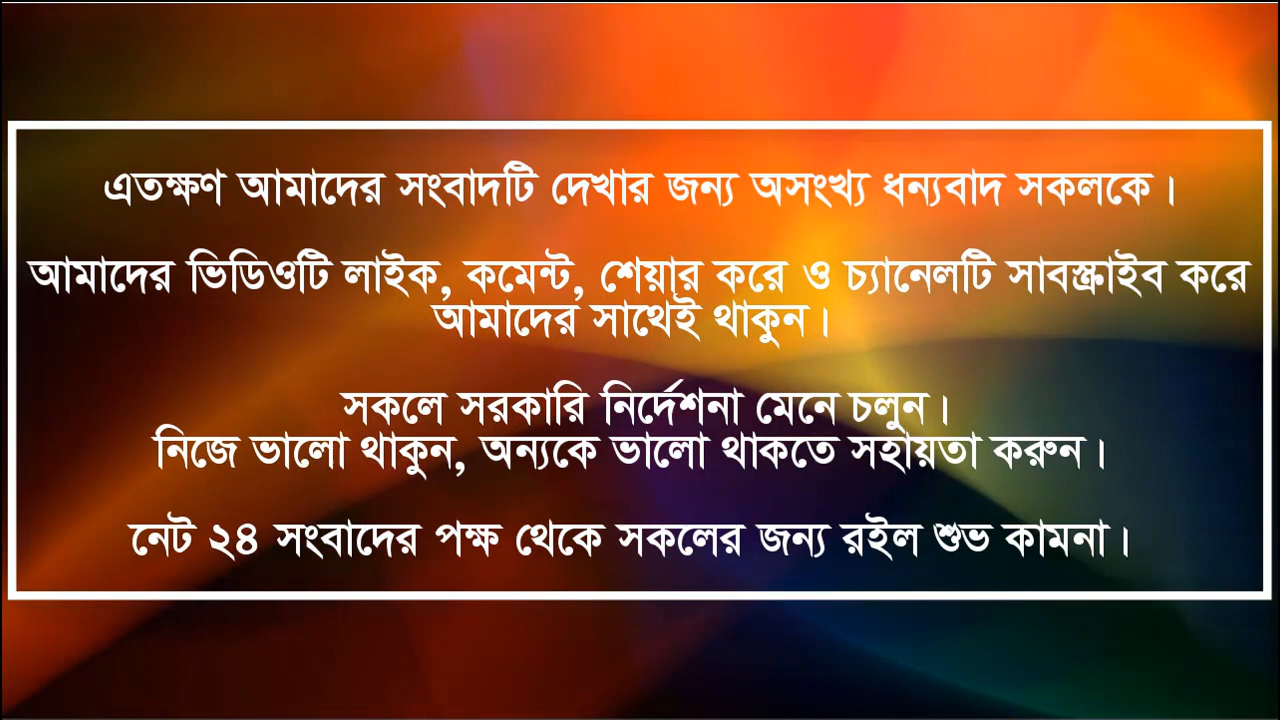 এতক্ষণ আমাদের সংবাদটি দেখার জন্য অসংখ্য ধন্যবাদ সকলকে।
আমাদের ভিডিওটি লাইক, কমেন্ট, শেয়ার করে ও চ্যানেলটি সাবস্ক্রাইব করে
আমাদের সাথেই থাকুন।
সকলে সরকারি নির্দেশনা মেনে চলুন।
নিজে ভালো থাকুন, অন্যকে ভালো থাকতে সহায়তা করুন।
নেট ২৪ সংবাদের পক্ষ থেকে সকলের জন্য রইল শুভ কামনা।